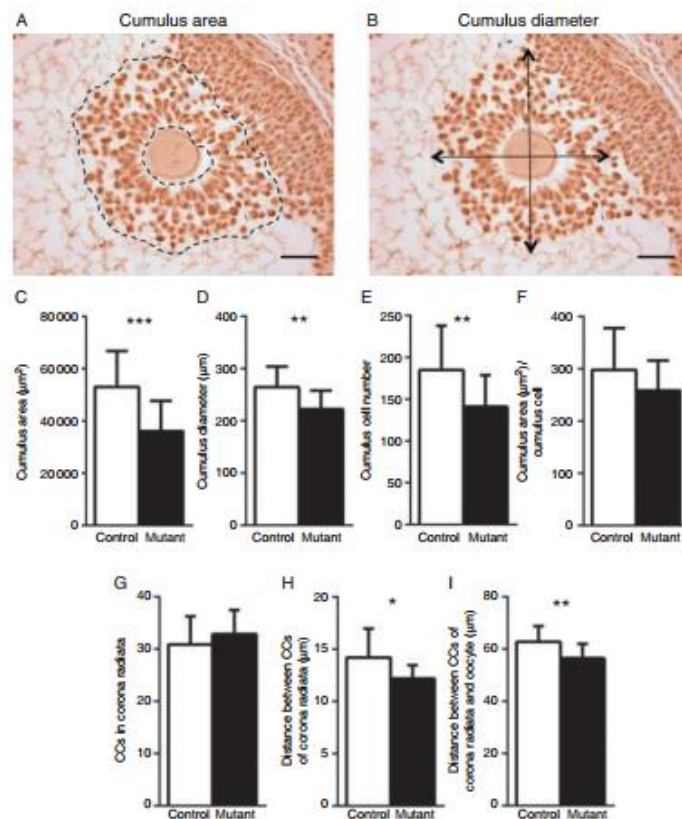 A Cumulus area
B Cumulus diameter
C
***
Cumulus area (µm²)
80000
60000
40000
20000
0
Control Mutant
D
**
Cumulus diameter (µm)
400
300
200
100
0
Control Mutant
E
**
Cumulus cell number
250
200
150
100
50
0
Control Mutant
F
Cumulus area (µm²)/
cumulus cell
400
300
200
100
0
Control Mutant
G
CCs in corona radiata
40
30
20
10
0
Control Mutant
H
*
Distance between CCs
of corona radiata (µm)
20
15
10
5
0
Control Mutant
I
**
Distance between CCs of
corona radiata and oocyte (µm)
80
60
40
20
0
Control Mutant